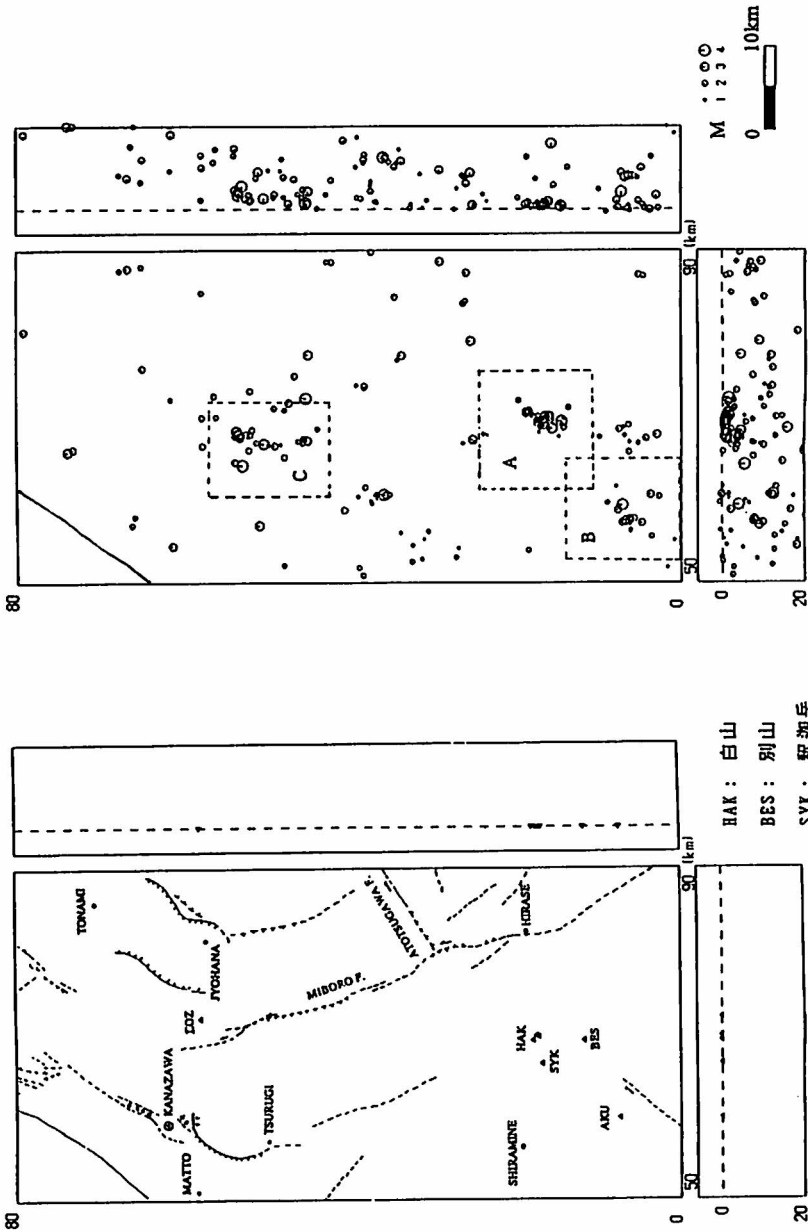 80
TONAMI
JYOHANA
KANAZAWA
MATTO
TSURUGI
MIBORO F.
ATOTSUGAWA F.
HIRASE
HAK
SYK
BES
SHIRAMINE
AKU
0
50
90
(km)
0
20
HAK : 白山
BES : 別山
SYK :
80
C
A
B
0
50
90
(km)
0
20
M
1 2 3 4
0 10km